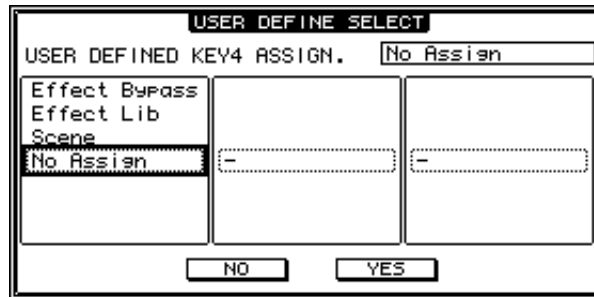 USER DEFINE SELECT
USER DEFINED KEY4 ASSIGN. No Assign
Effect Bypass
Effect Lib
Scene
No Assign - -
NO YES